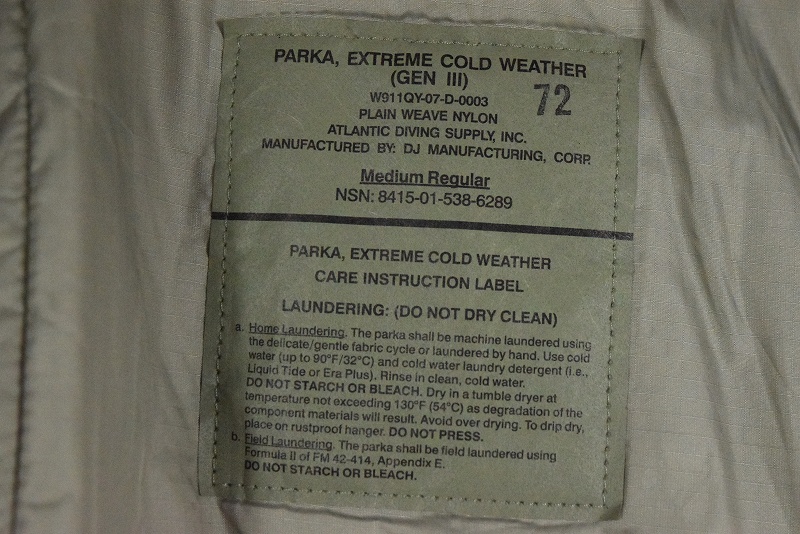 PARKA, EXTREME COLD WEATHER
(GEN III)
72
W911QY-07-D-0003
PLAIN WEAVE NYLON
ATLANTIC DIVING SUPPLY, INC.
MANUFACTURED BY: DJ MANUFACTURING, CORP.
Medium Regular
NSN: 8415-01-538-6289
PARKA, EXTREME COLD WEATHER
CARE INSTRUCTION LABEL
LAUNDERING: (DO NOT DRY CLEAN)
a. Home Laundering. The parka shall be machine laundered using
the delicate/gentle fabric cycle or laundered by hand. Use cold
water (up to 90°F/32°C) and cold water laundry detergent (i.e.,
Liquid Tide or Era Plus). Rinse in clean, cold water.
DO NOT STARCH OR BLEACH. Dry in a tumble dryer at
temperature not exceeding 130°F (54°C) as degradation of the
component materials will result. Avoid over drying. To drip dry,
place on rustproof hanger. DO NOT PRESS.
b. Field Laundering. The parka shall be field laundered using
Formula II of FM 42-414, Appendix E.
DO NOT STARCH OR BLEACH.